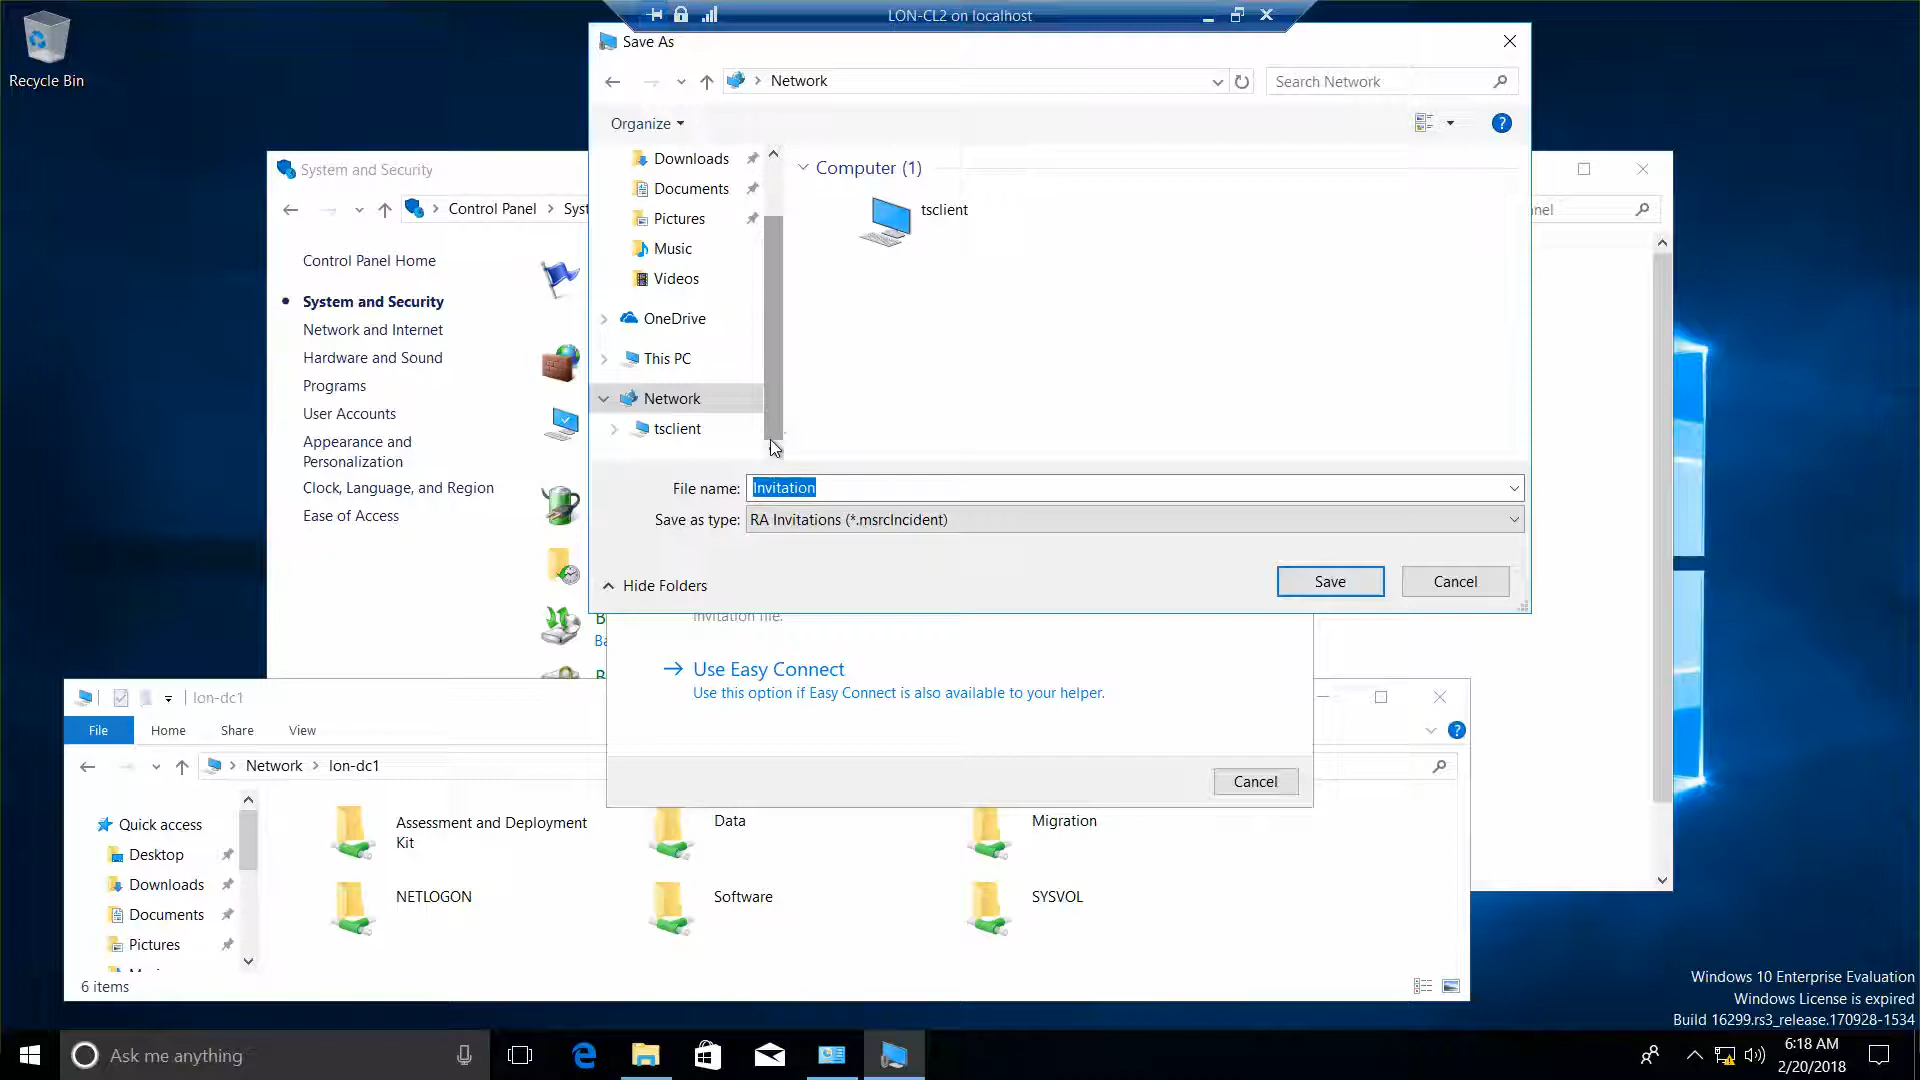 LON-CL2 on localhost
Recycle Bin
Save As
Network
Search Network
Organize
Downloads
Documents
Pictures
Music
Videos
OneDrive
This PC
Network
tsclient
Computer (1)
tsclient
File name:
Invitation
Save as type:
RA Invitations (*.msrcIncident)
Hide Folders
Save
Cancel
System and Security
Control Panel
Syst
nel
Control Panel Home
System and Security
Network and Internet
Hardware and Sound
Programs
User Accounts
Appearance and
Personalization
Clock, Language, and Region
Ease of Access
B
Ba
B
invitation file.
Use Easy Connect
Use this option if Easy Connect is also available to your helper.
Cancel
lon-dc1
File
Home
Share
View
Network
lon-dc1
Quick access
Desktop
Downloads
Documents
Pictures
Assessment and Deployment
Kit
Data
Migration
NETLOGON
Software
SYSVOL
6 items
Windows 10 Enterprise Evaluation
Windows License is expired
Build 16299.rs3_release.170928-1534
Ask me anything
6:18 AM
2/20/2018